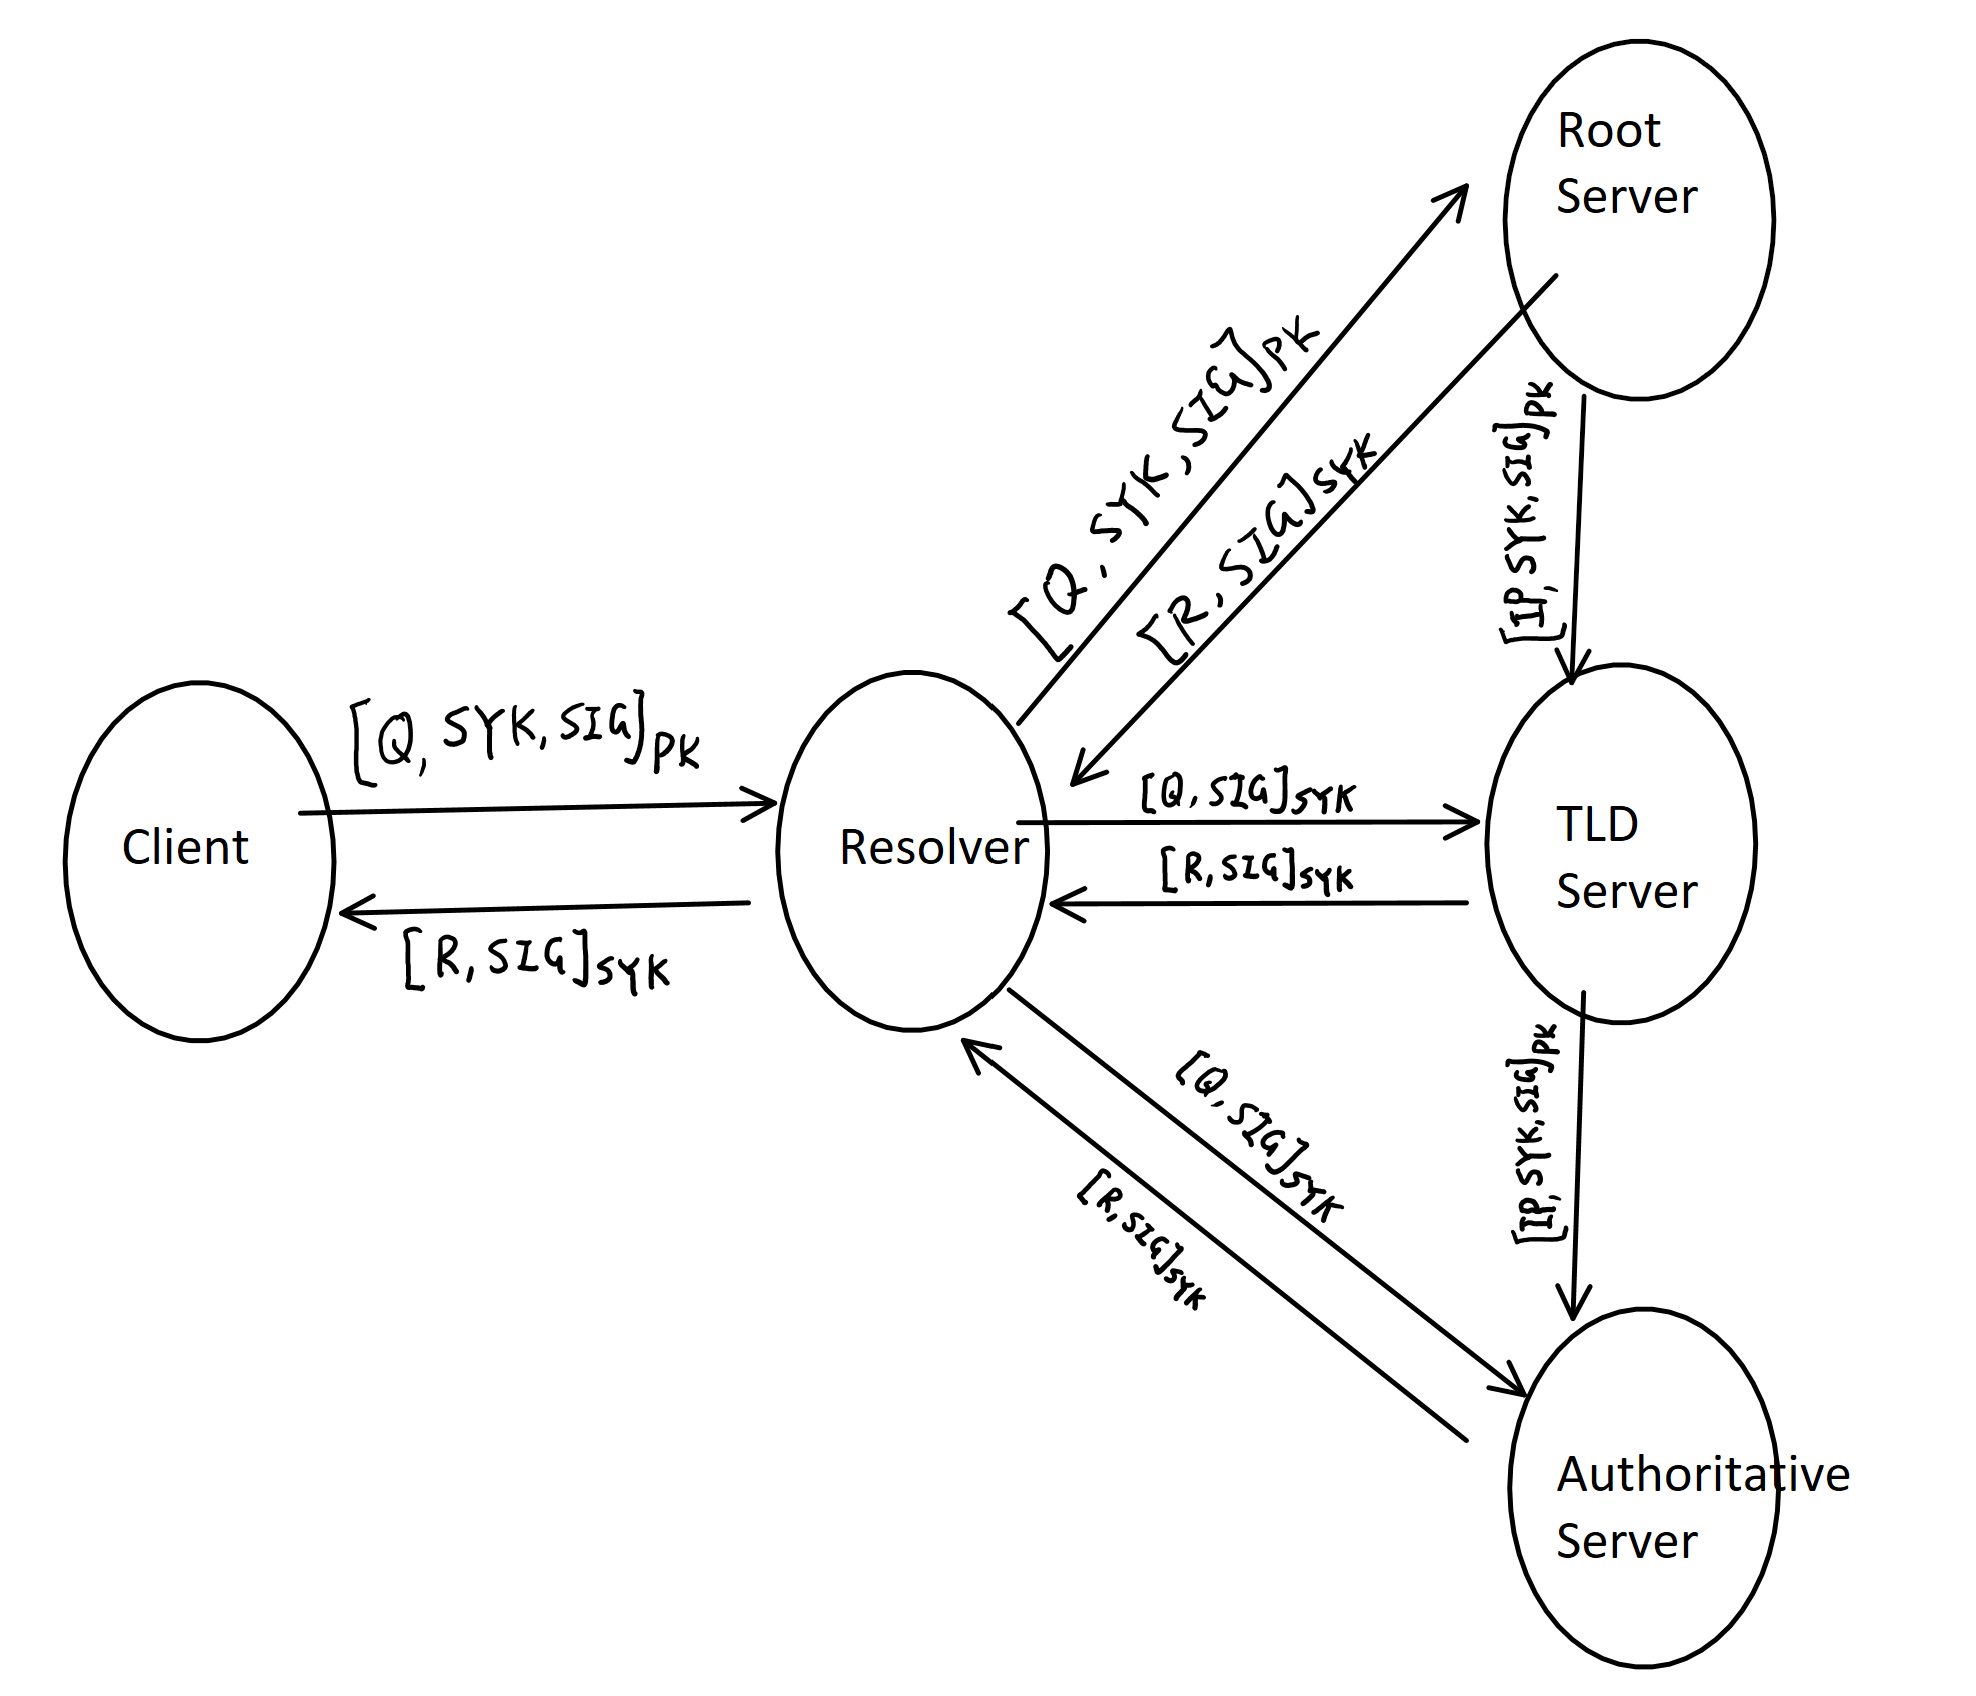 Root
Server
[Q, SYK, SIG]PK
[R, SIG]SYK
[IP, SYK, SIG]PK
[Q, SYK, SIG]PK
Client
Resolver
[Q, SIG]SYK
TLD
Server
[R, SIG]SYK
[R, SIG]SYK
[Q, SIG]SYK
[R, SIG]SYK
[IP, SYK, SIG]PK
Authoritative
Server